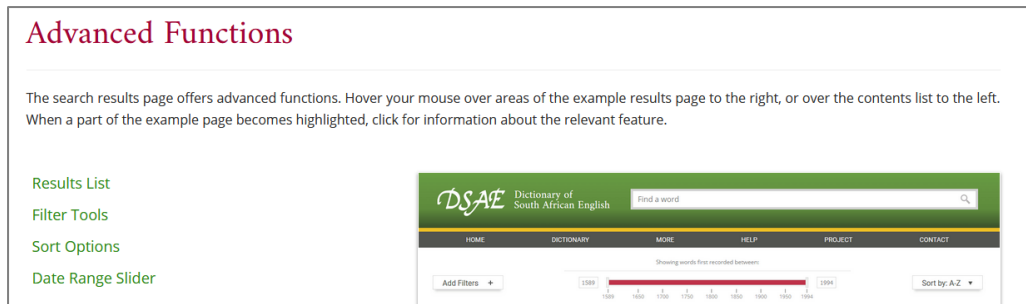 Advanced Functions
The search results page offers advanced functions. Hover your mouse over areas of the example results page to the right, or over the contents list to the left.
When a part of the example page becomes highlighted, click for information about the relevant feature.
Results List
Filter Tools
Sort Options
Date Range Slider
DSAE Dictionary of
South African English
Find a word
HOME DICTIONARY MORE HELP PROJECT CONTACT
Showing words first recorded between:
Add Filters + 1589 1994 Sort by: A-Z ▼
1589 1650 1700 1750 1800 1850 1900 1950 1994